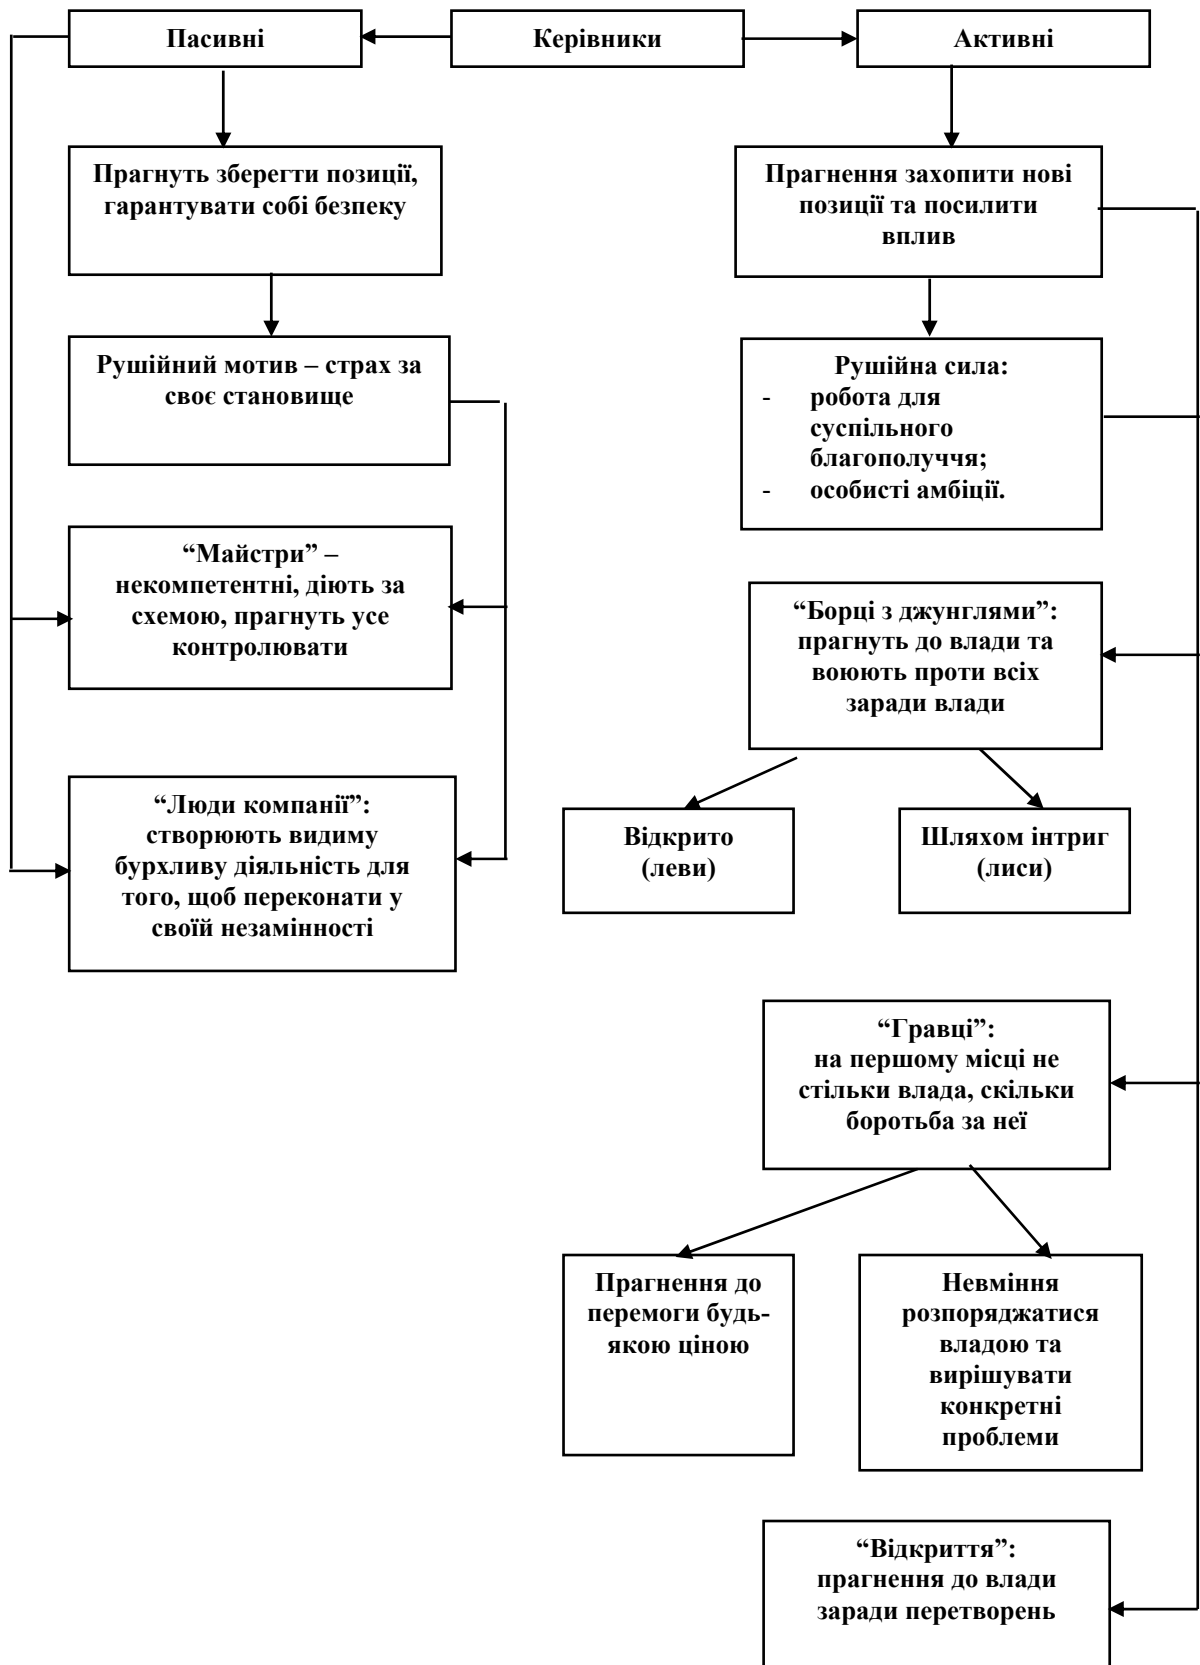 Пасивні
Керівники
Активні
Прагнуть зберегти позиції,
гарантувати собі безпеку
Прагнення захопити нові
позиції та посилити
вплив
Рушійний мотив – страх за
своє становище
Рушійна сила:
- робота для
суспільного
благополуччя;
- особисті амбіції.
“Майстри” –
некомпетентні, діють за
схемою, прагнуть усе
контролювати
“Борці з джунглями”:
прагнуть до влади та
воюють проти всіх
заради влади
“Люди компанії”:
створюють видиму
бурхливу діяльність для
того, щоб переконати у
своїй незамінності
Відкрито
(леви)
Шляхом інтриг
(лиси)
“Гравці”:
на першому місці не
стільки влада, скільки
боротьба за неї
Прагнення до
перемоги будь-
якою ціною
Невміння
розпоряджатися
владою та
вирішувати
конкретні
проблеми
“Відкриття”:
прагнення до влади
заради перетворень